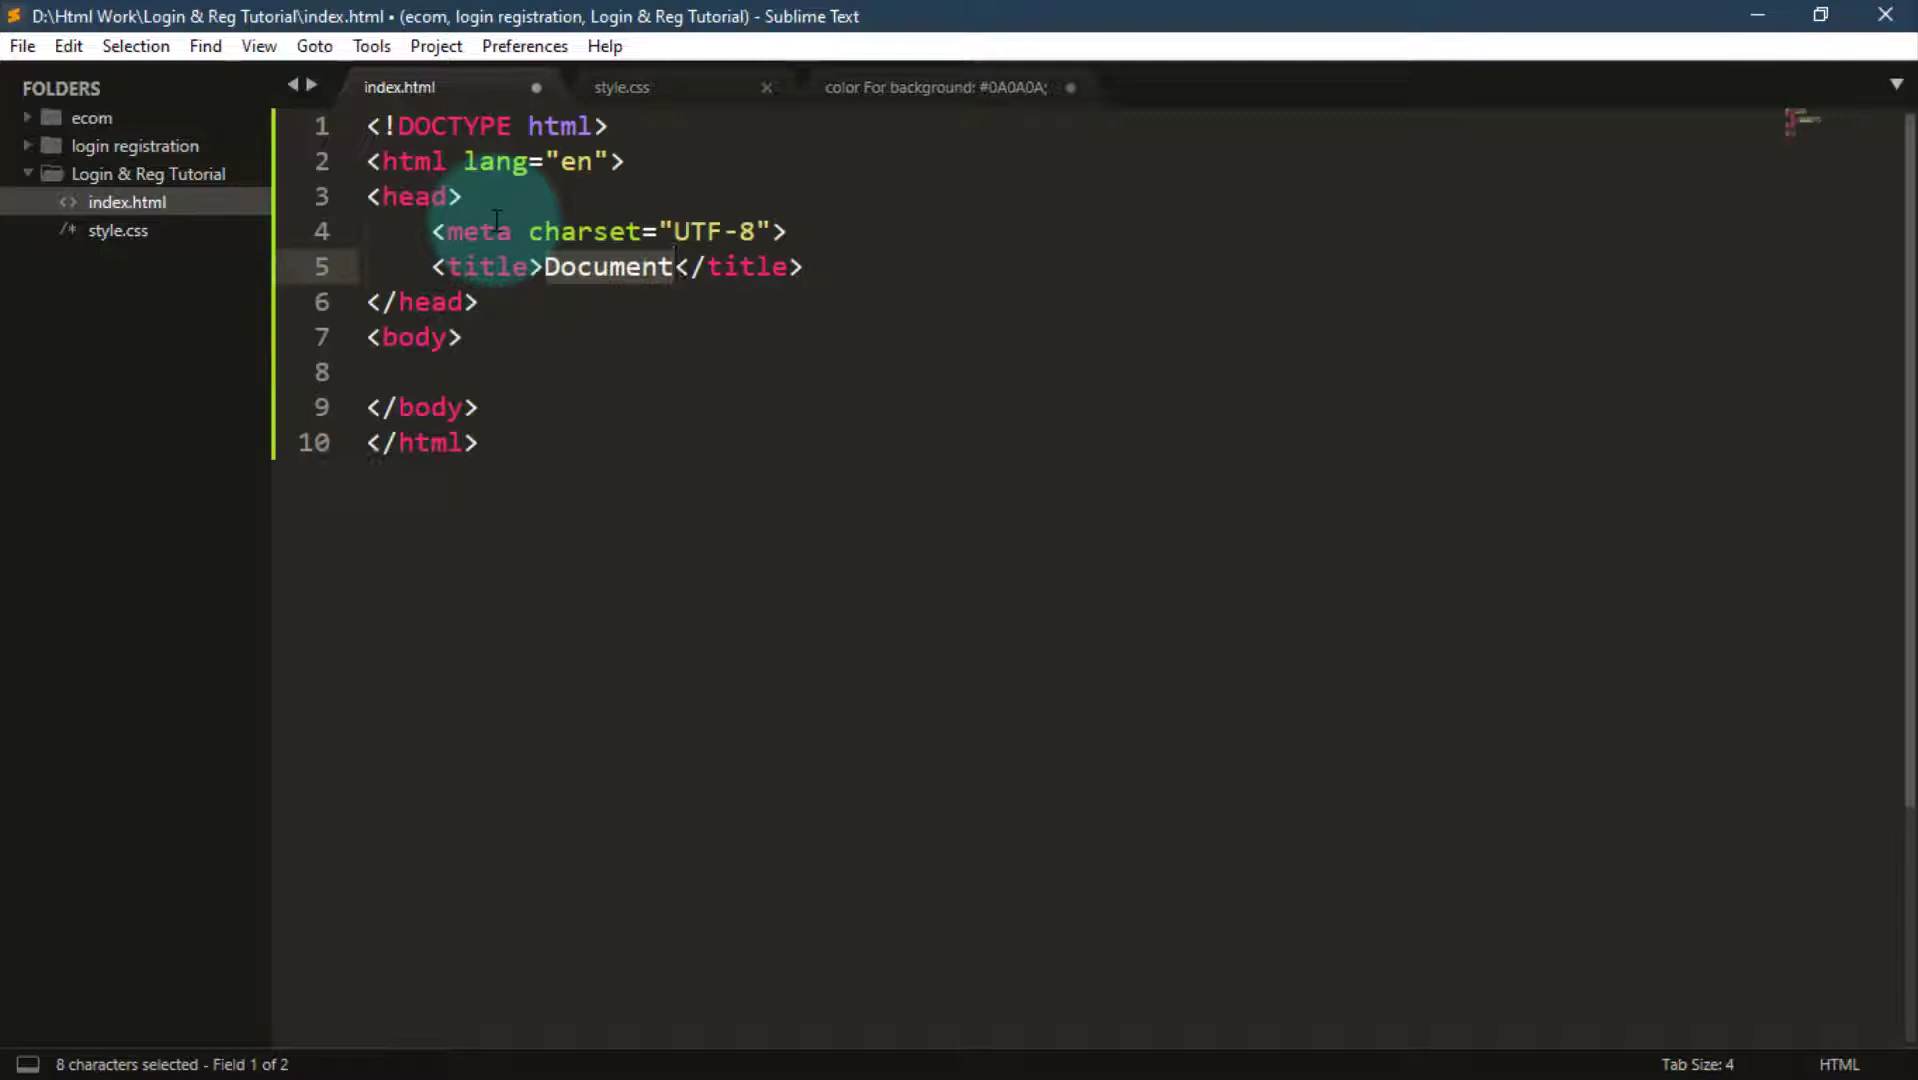 D:\Html Work\Login & Reg Tutorial\index.html • (ecom, login registration, Login & Reg Tutorial) - Sublime Text
File Edit Selection Find View Goto Tools Project Preferences Help
FOLDERS
ecom
login registration
Login & Reg Tutorial
<> index.html
/* style.css
index.html style.css color For background: #0A0A0A;
1 <!DOCTYPE html>
2 <html lang="en">
3 <head>
4 <meta charset="UTF-8">
5 <title>Document</title>
6 </head>
7 <body>
8
9 </body>
10 </html>
8 characters selected - Field 1 of 2 Tab Size: 4 HTML